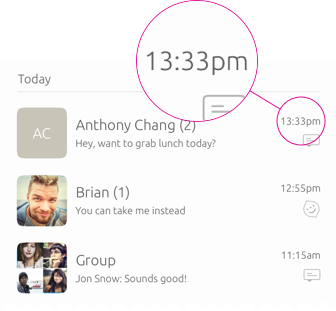 13:33pm
Today
AC
Anthony Chang (2)
13:33pm
Hey, want to grab lunch today?
Brian (1)
12:55pm
You can take me instead
Group
11:15am
Jon Snow: Sounds good!